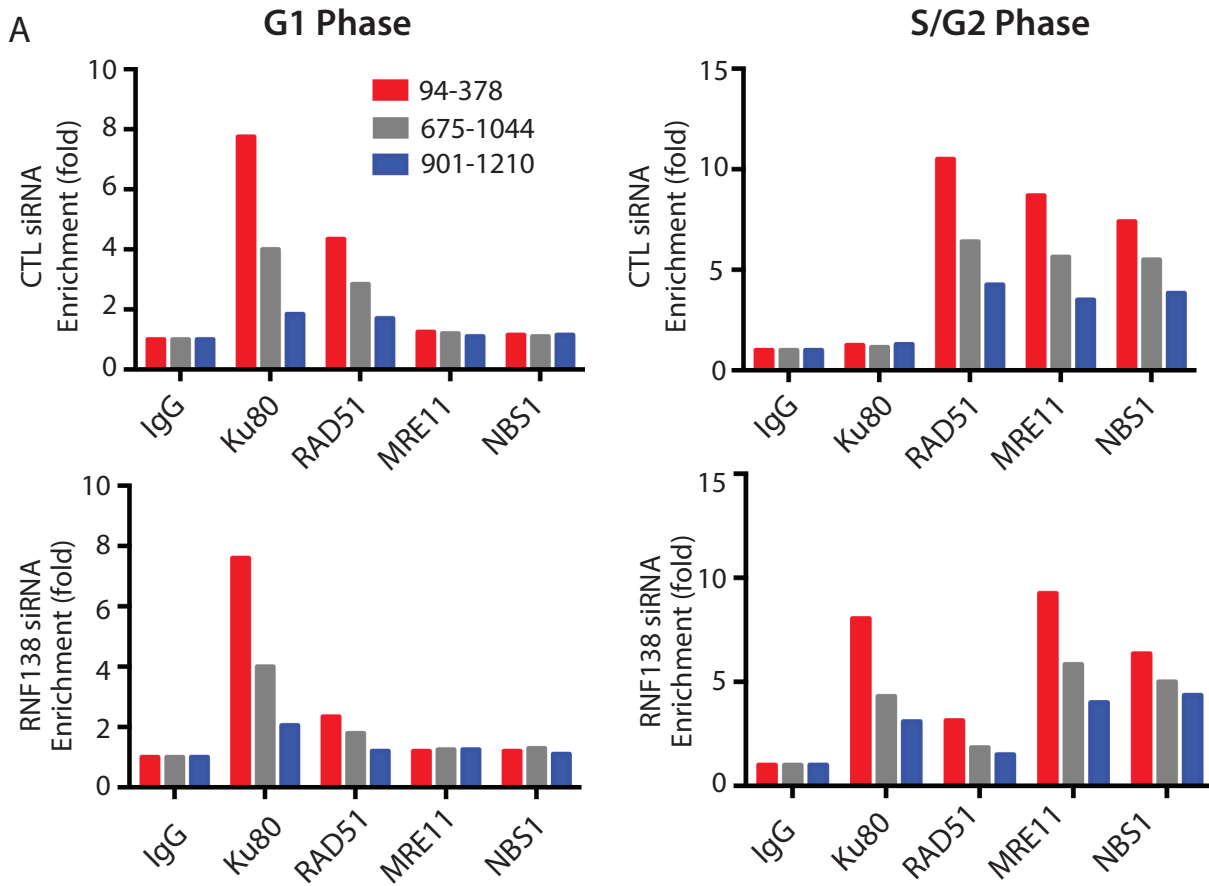 A
G1 Phase
S/G2 Phase
CTL siRNA
Enrichment (fold)
10
8
6
4
2
0
94-378
675-1044
901-1210
IgG
Ku80
RAD51
MRE11
NBS1
CTL siRNA
Enrichment (fold)
15
10
5
0
IgG
Ku80
RAD51
MRE11
NBS1
RNF138 siRNA
Enrichment (fold)
10
8
6
4
2
0
IgG
Ku80
RAD51
MRE11
NBS1
RNF138 siRNA
Enrichment (fold)
15
10
5
0
IgG
Ku80
RAD51
MRE11
NBS1